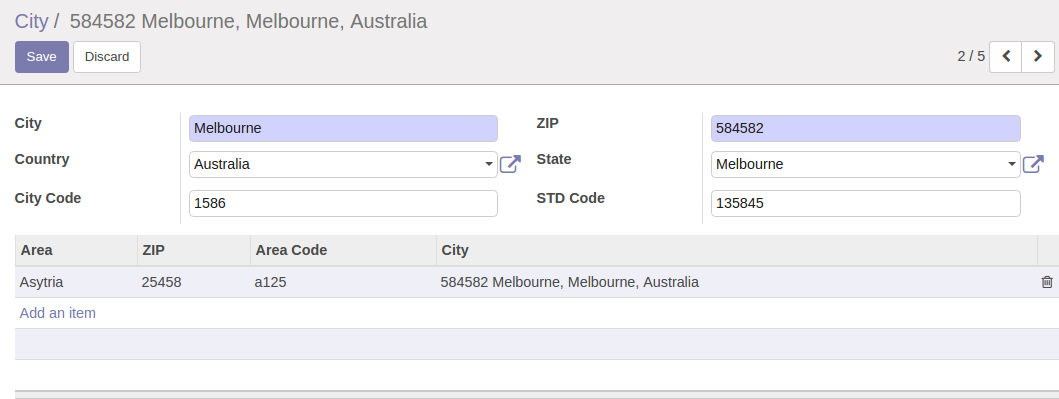 City / 584582 Melbourne, Melbourne, Australia
Save Discard 2 / 5
City Melbourne ZIP 584582
Country Australia State Melbourne
City Code 1586 STD Code 135845
Area ZIP Area Code City
Asytria 25458 a125 584582 Melbourne, Melbourne, Australia
Add an item